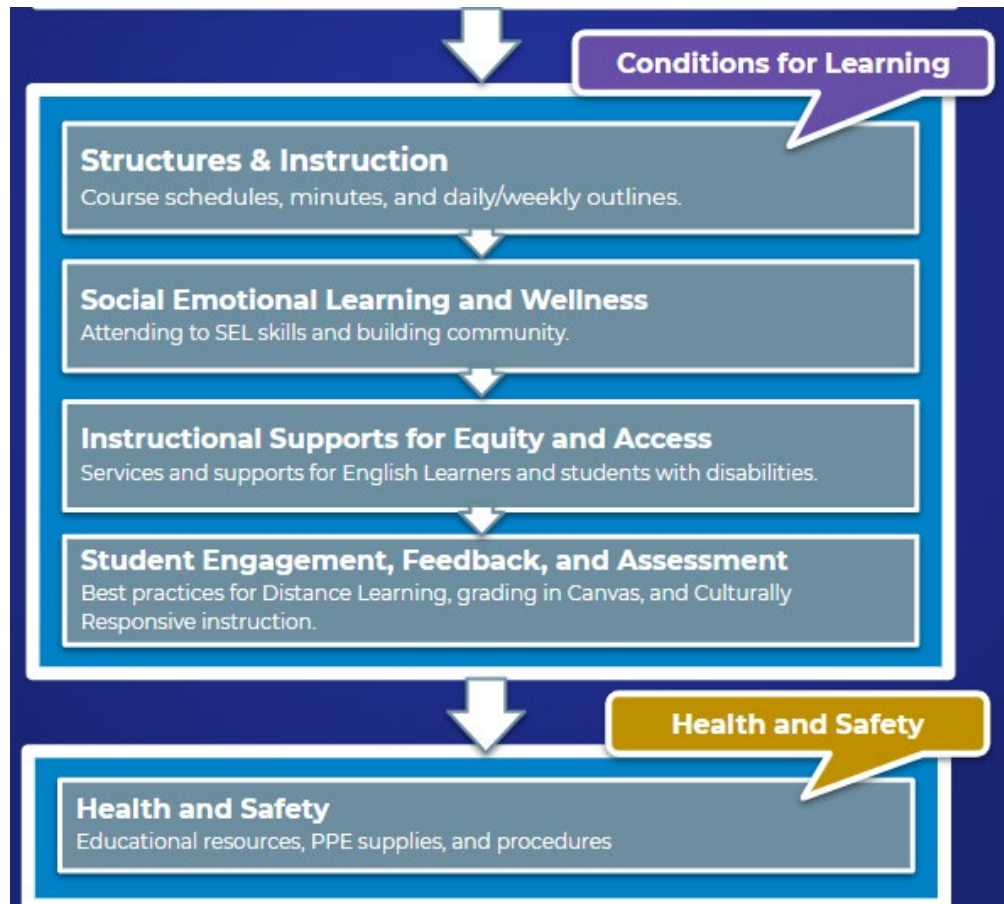 Conditions for Learning
Structures & Instruction
Course schedules, minutes, and daily/weekly outlines.
Social Emotional Learning and Wellness
Attending to SEL skills and building community.
Instructional Supports for Equity and Access
Services and supports for English Learners and students with disabilities.
Student Engagement, Feedback, and Assessment
Best practices for Distance Learning, grading in Canvas, and Culturally
Responsive instruction.
Health and Safety
Health and Safety
Educational resources, PPE supplies, and procedures